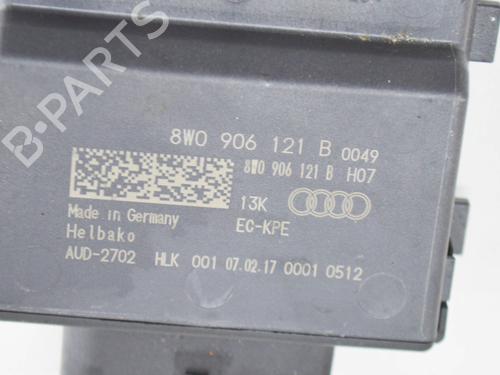 B-PARTS
8W0 906 121 B 0049
8W0 906 121 B H07
13K
Made in Germany
EC-KPE
Helbako
AUD-2702 HLK 001 07.02.17 0001 0512